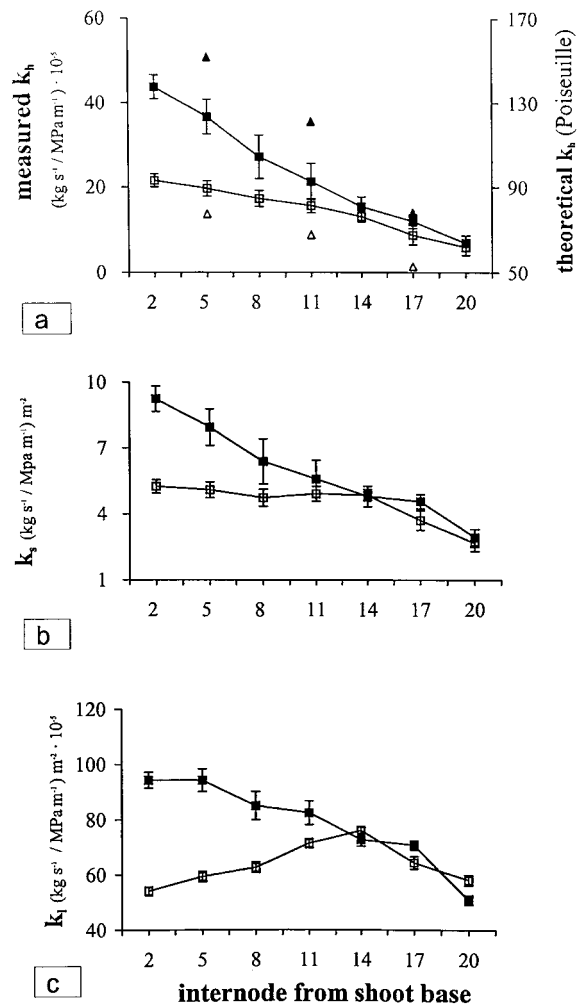 60
40
20
0
measured kₕ
(kg s⁻¹ / MPa m⁻¹) · 10⁻⁵
170
130
90
50
theoretical kₕ (Poiseuille)
2 5 8 11 14 17 20
a
10
7
4
1
kₛ (kg s⁻¹ / Mpa m⁻¹) m⁻²
2 5 8 11 14 17 20
b
120
100
80
60
40
kₗ (kg s⁻¹ / MPa m⁻¹) m⁻² · 10⁻⁵
2 5 8 11 14 17 20
c
internode from shoot base